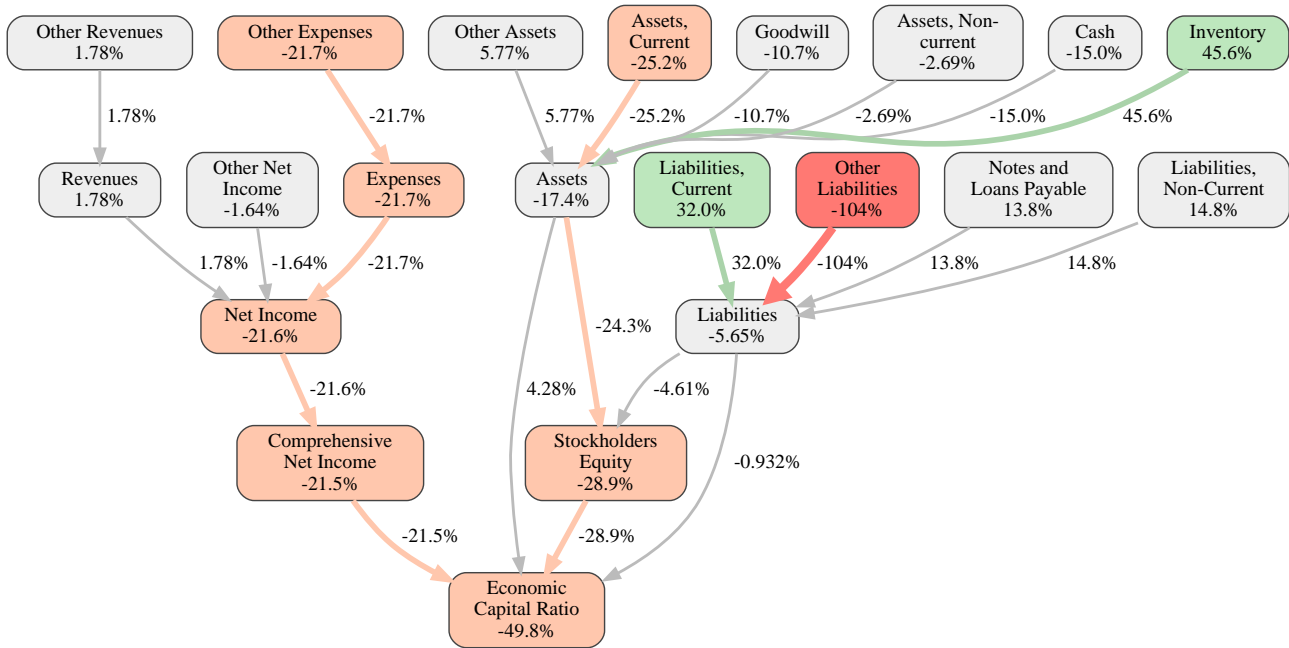 Other Revenues
1.78%
Other Expenses
-21.7%
Other Assets
5.77%
Assets,
Current
-25.2%
Goodwill
-10.7%
Assets, Non-
current
-2.69%
Cash
-15.0%
Inventory
45.6%
1.78%
-21.7%
5.77%
-25.2%
-10.7%
-2.69%
-15.0%
45.6%
Revenues
1.78%
Other Net
Income
-1.64%
Expenses
-21.7%
Assets
-17.4%
Liabilities,
Current
32.0%
Other
Liabilities
-104%
Notes and
Loans Payable
13.8%
Liabilities,
Non-Current
14.8%
1.78%
-1.64%
-21.7%
32.0%
-104%
13.8%
14.8%
Net Income
-21.6%
-24.3%
Liabilities
-5.65%
-21.6%
4.28%
-4.61%
Comprehensive
Net Income
-21.5%
Stockholders
Equity
-28.9%
-0.932%
-21.5%
-28.9%
Economic
Capital Ratio
-49.8%